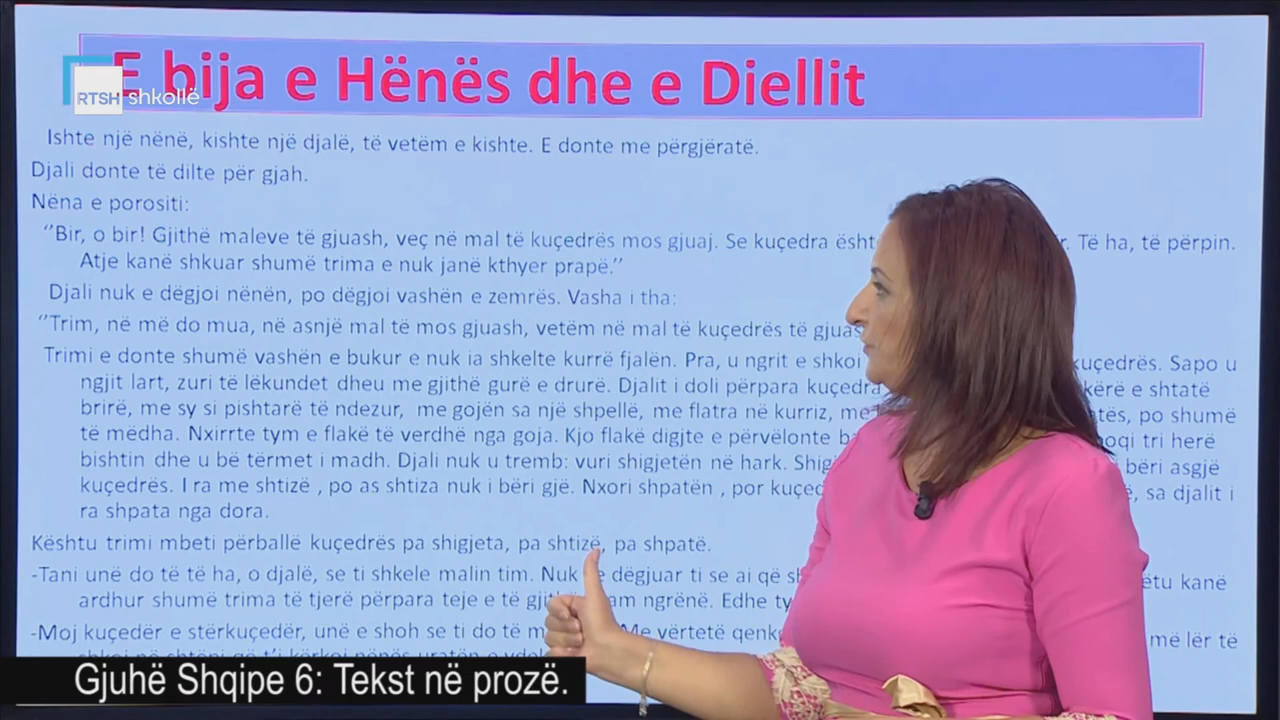 E bija e Hënës dhe e Diellit
RTSH shkollë
Ishte një nënë, kishte një djalë, të vetëm e kishte. E donte me përgjëratë.
Djali donte të dilte për gjah.
Nëna e porositi:
‘’Bir, o bir! Gjithë maleve të gjuash, veç në mal të kuçedrës mos gjuaj. Se kuçedra është Të ha, të përpin.
Atje kanë shkuar shumë trima e nuk janë kthyer prapë.’’
Djali nuk e dëgjoi nënën, po dëgjoi vashën e zemrës. Vasha i tha:
‘’Trim, në më do mua, në asnjë mal të mos gjuash, vetëm në mal të kuçedrës të gjuash
Trimi e donte shumë vashën e bukur e nuk ia shkelte kurrë fjalën. Pra, u ngrit e shkoi kuçedrës. Sapo u
ngjit lart, zuri të lëkundet dheu me gjithë gurë e drurë. Djalit i doli përpara kuçedra e shtatë
brirë, me sy si pishtarë të ndezur, me gojën sa një shpellë, me flatra në kurriz, me po shumë
të mëdha. Nxirrte tym e flakë të verdhë nga goja. Kjo flakë digjte e përvëlonte tri herë
bishtin dhe u bë tërmet i madh. Djali nuk u tremb: vuri shigjetën në hark. i bëri asgjë
kuçedrës. I ra me shtizë , po as shtiza nuk i bëri gjë. Nxori shpatën , por sa djalit i
ra shpata nga dora.
Kështu trimi mbeti përballë kuçedrës pa shigjeta, pa shtizë, pa shpatë.
-Tani unë do të të ha, o djalë, se ti shkele malin tim. Nuk dëgjuar ti se ai që kanë
ardhur shumë trima të tjerë përpara teje e të ngrënë. Edhe
-Moj kuçedër e stërkuçedër, unë e shoh se ti do të Me vërtetë më lër të
Gjuhë Shqipe 6: Tekst në prozë.